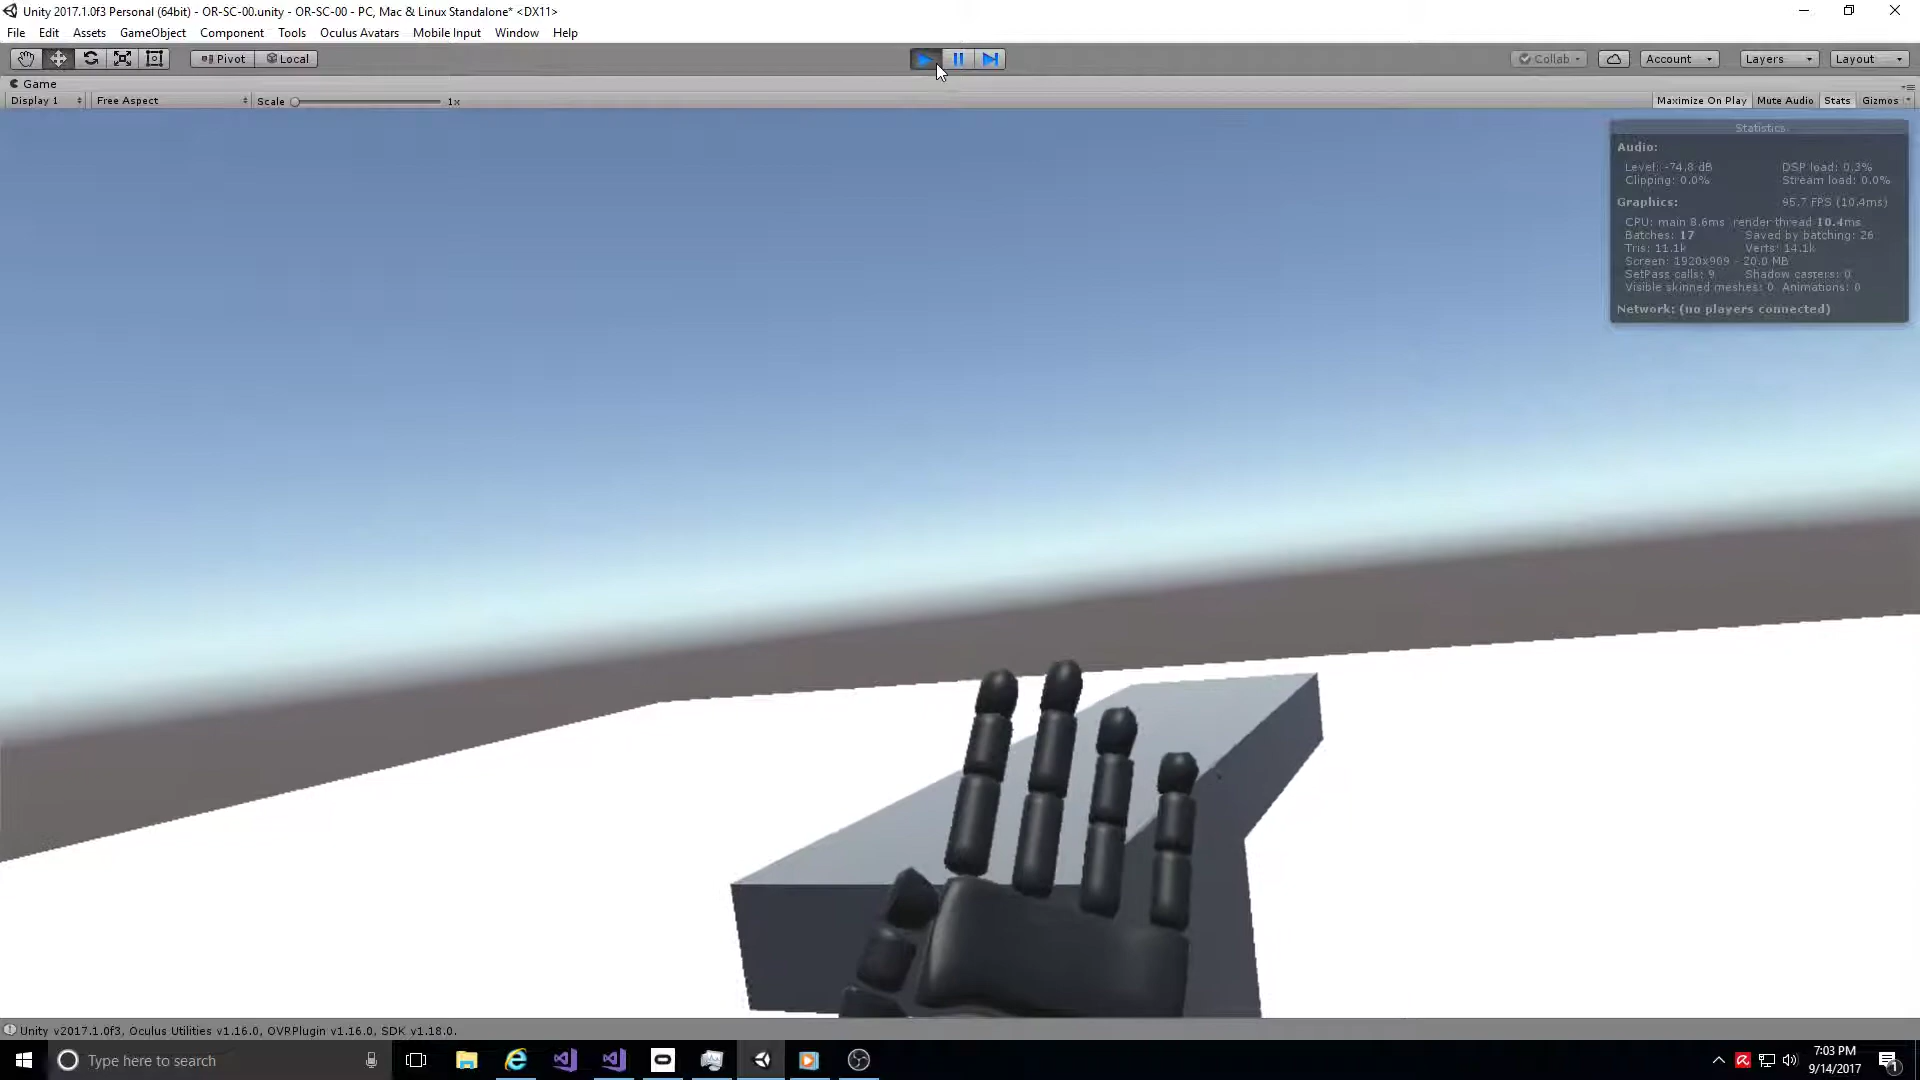 Unity 2017.1.0f3 Personal (64bit) - OR-SC-00.unity - OR-SC-00 - PC, Mac & Linux Standalone* <DX11>
File Edit Assets GameObject Component Tools Oculus Avatars Mobile Input Window Help
Pivot Local Collab Account Layers Layout
Game
Display 1 Free Aspect Scale 1x Maximize On Play Mute Audio Stats Gizmos
Statistics
Audio:
Level: -74.8 dB DSP load: 0.3%
Clipping: 0.0% Stream load: 0.0%
Graphics: 95.7 FPS (10.4ms)
CPU: main 8.6ms render thread 10.4ms
Batches: 17 Saved by batching: 26
Tris: 11.1k Verts: 14.1k
Screen: 1920x909 - 20.0 MB
SetPass calls: 9 Shadow casters: 0
Visible skinned meshes: 0 Animations: 0
Network: (no players connected)
Unity v2017.1.0f3, Oculus Utilities v1.16.0, OVRPlugin v1.16.0, SDK v1.18.0.
Type here to search
7:03 PM
9/14/2017
1